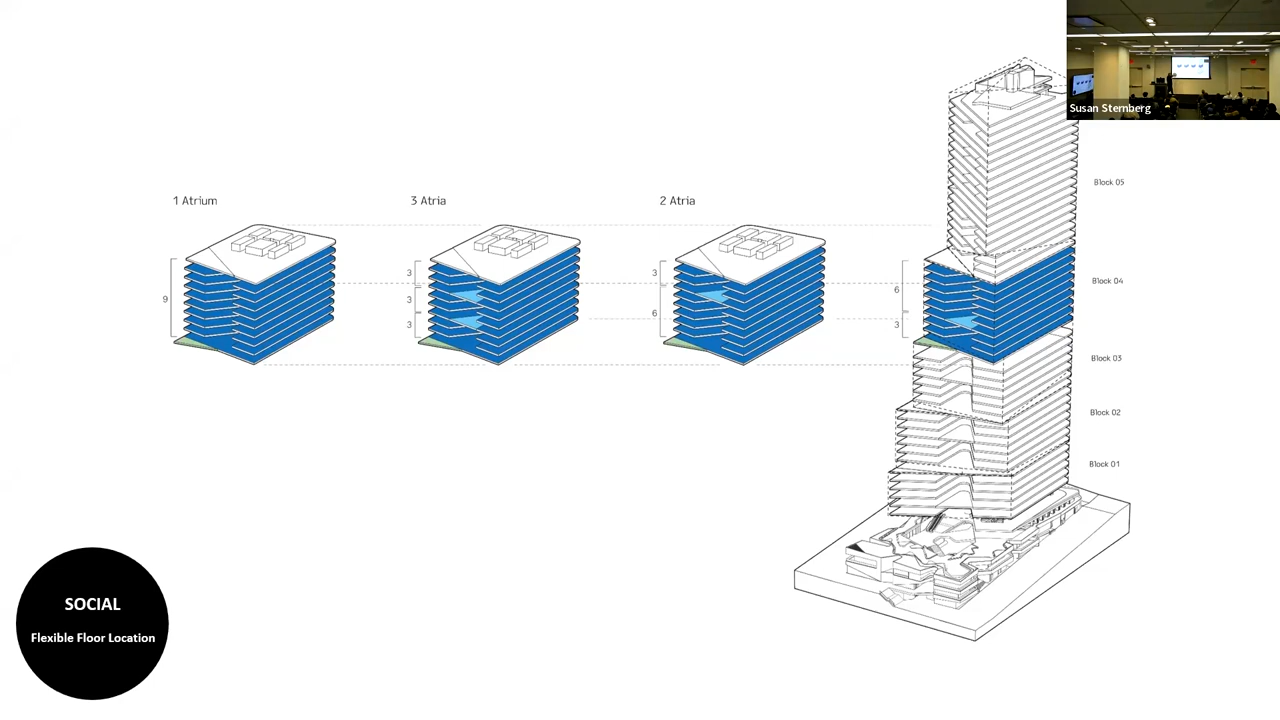 Susan Sternberg
1 Atrium
3 Atria
2 Atria
9
3
3
3
3
6
6
3
Block 05
Block 04
Block 03
Block 02
Block 01
SOCIAL
Flexible Floor Location